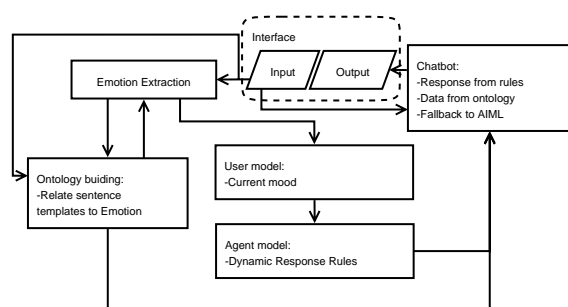 Interface
Input
Output
Chatbot:
-Response from rules
-Data from ontology
-Fallback to AIML
Emotion Extraction
Ontology buiding:
-Relate sentence
templates to Emotion
User model:
-Current mood
Agent model:
-Dynamic Response Rules